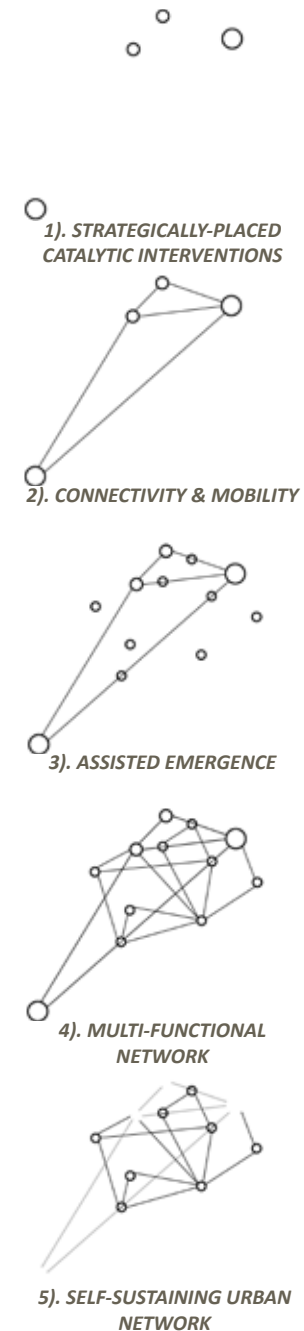 1). STRATEGICALLY-PLACED
CATALYTIC INTERVENTIONS
2). CONNECTIVITY & MOBILITY
3). ASSISTED EMERGENCE
4). MULTI-FUNCTIONAL
NETWORK
5). SELF-SUSTAINING URBAN
NETWORK